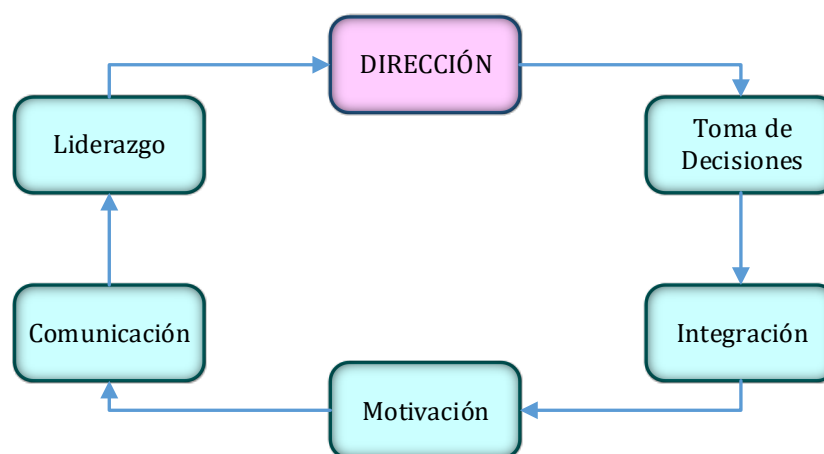 DIRECCIÓN
Toma de
Decisiones
Integración
Motivación
Comunicación
Liderazgo